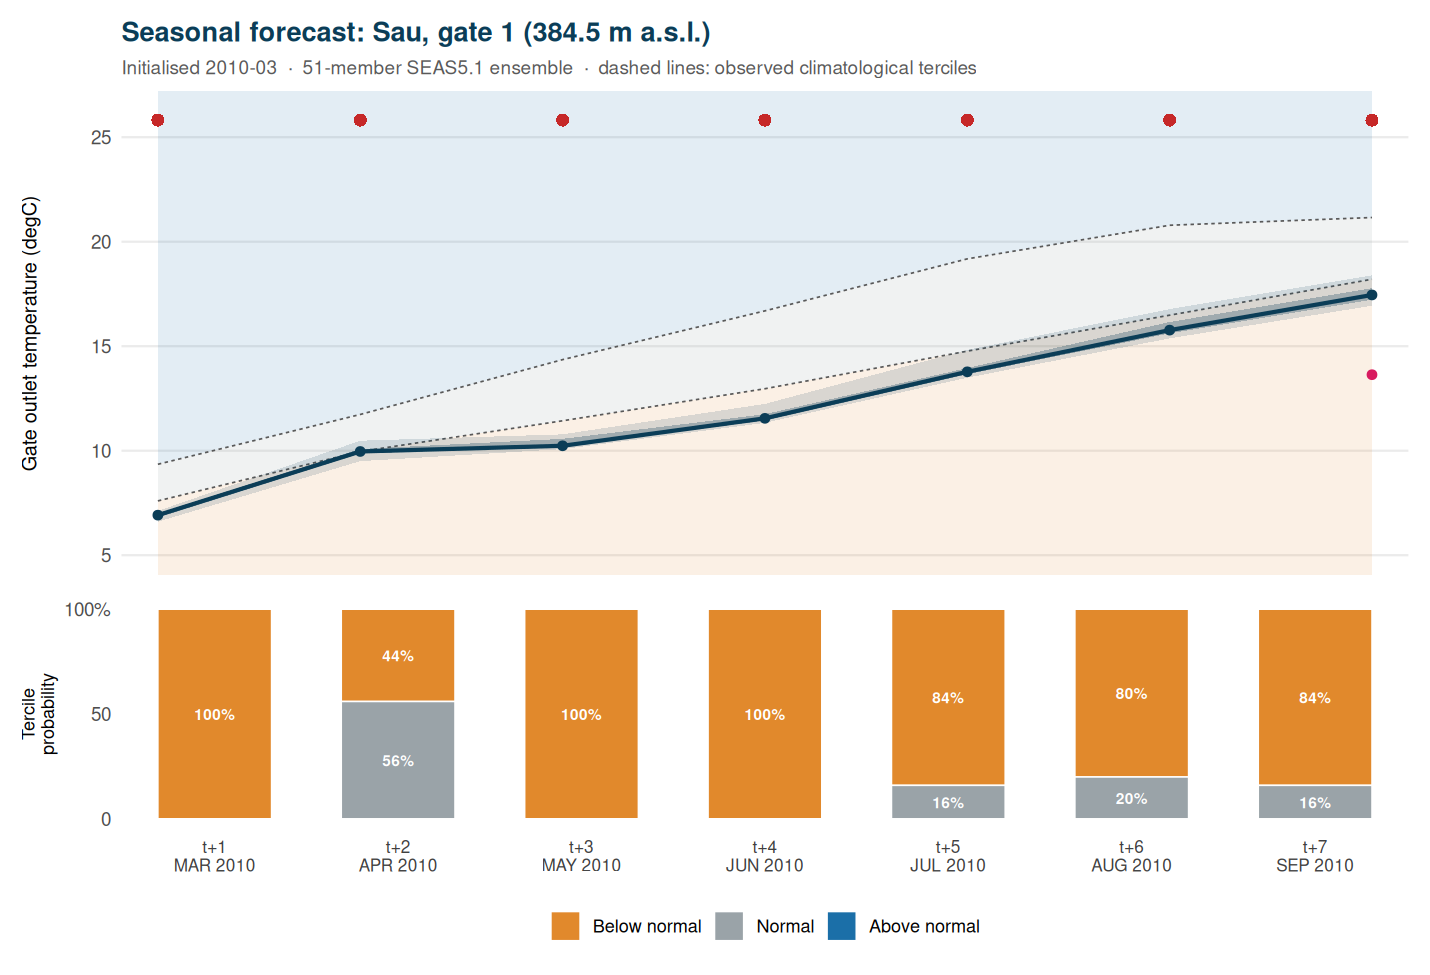 Seasonal forecast: Sau, gate 1 (384.5 m a.s.l.)
Initialised 2010-03 · 51-member SEAS5.1 ensemble · dashed lines: observed climatological terciles
Gate outlet temperature (degC)
25
20
15
10
5
Tercile
probability
100%
50
0
100%
44%
56%
100%
100%
84%
16%
80%
20%
84%
16%
t+1
MAR 2010
t+2
APR 2010
t+3
MAY 2010
t+4
JUN 2010
t+5
JUL 2010
t+6
AUG 2010
t+7
SEP 2010
Below normal
Normal
Above normal